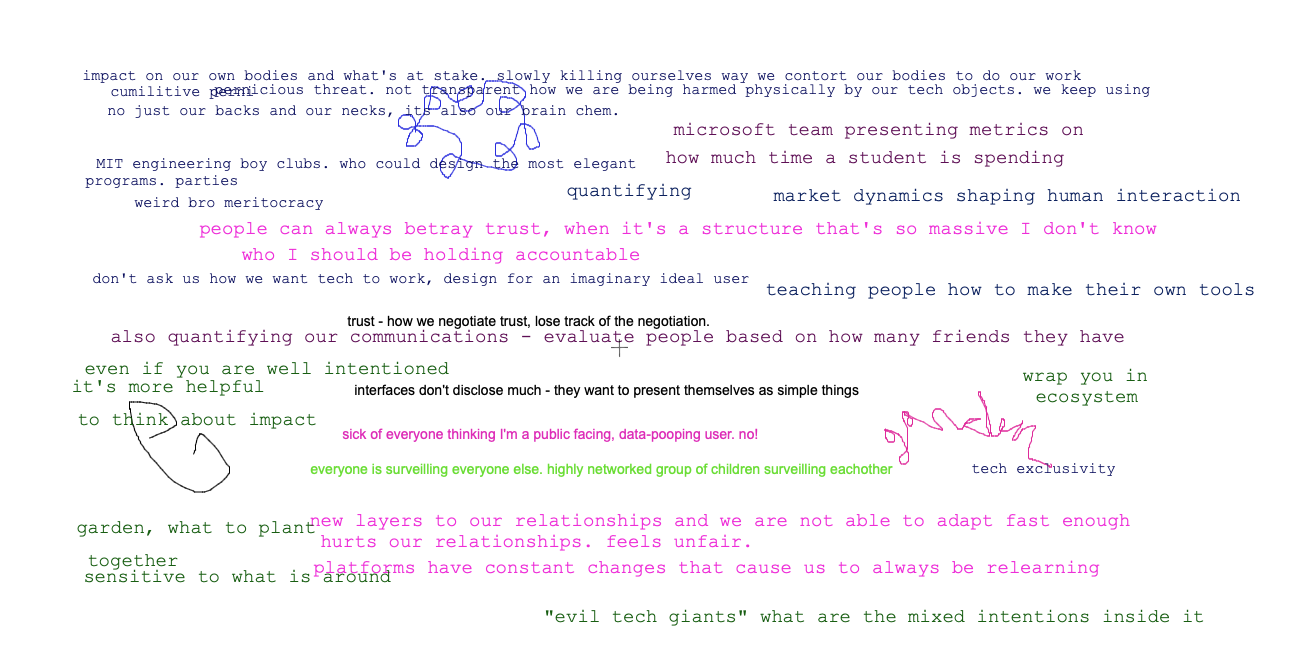 impact on our own bodies and what's at stake. slowly killing ourselves way we contort our bodies to do our work
cumilitive perni
pernicious threat. not transparent how we are being harmed physically by our tech objects. we keep using
no just our backs and our necks, its also our brain chem.
microsoft team presenting metrics on
how much time a student is spending
MIT engineering boy clubs. who could design the most elegant
programs. parties
weird bro meritocracy
quantifying
market dynamics shaping human interaction
people can always betray trust, when it's a structure that's so massive I don't know
who I should be holding accountable
don't ask us how we want tech to work, design for an imaginary ideal user
teaching people how to make their own tools
trust - how we negotiate trust, lose track of the negotiation.
also quantifying our communications - evaluate people based on how many friends they have
even if you are well intentioned
it's more helpful
to think about impact
interfaces don't disclose much - they want to present themselves as simple things
wrap you in
ecosystem
sick of everyone thinking I'm a public facing, data-pooping user. no!
everyone is surveilling everyone else. highly networked group of children surveilling eachother
tech exclusivity
garden, what to plant
together
sensitive to what is around
new layers to our relationships and we are not able to adapt fast enough
hurts our relationships. feels unfair.
platforms have constant changes that cause us to always be relearning
"evil tech giants" what are the mixed intentions inside it